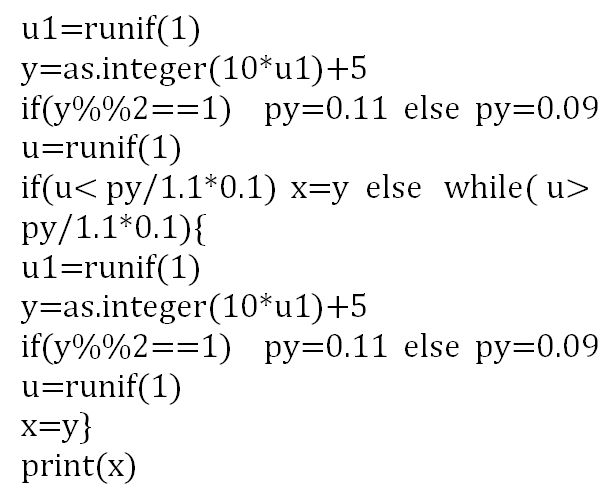 u1=runif(1)
y=as.integer(10*u1)+5
if(y%%2==1) py=0.11 else py=0.09
u=runif(1)
if(u< py/1.1*0.1) x=y else while( u>
py/1.1*0.1){
u1=runif(1)
y=as.integer(10*u1)+5
if(y%%2==1) py=0.11 else py=0.09
u=runif(1)
x=y}
print(x)